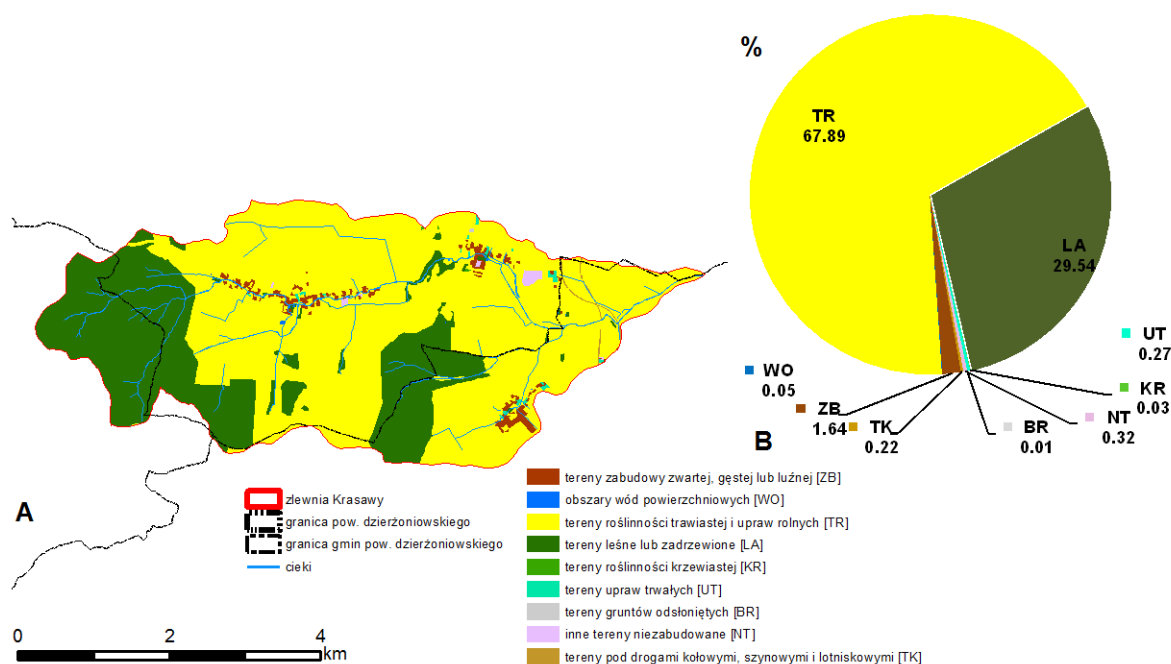 %
TR
67.89
LA
29.54
UT
0.27
KR
0.03
NT
0.32
BR
0.01
TK
0.22
ZB
1.64
WO
0.05
B
A
zlewnia Krasawy
granica pow. dzierżoniowskiego
granica gmin pow. dzierżoniowskiego
cieki
tereny zabudowy zwartej, gęstej lub luźnej [ZB]
obszary wód powierzchniowych [WO]
tereny roślinności trawiastej i upraw rolnych [TR]
tereny leśne lub zadrzewione [LA]
tereny roślinności krzewiastej [KR]
tereny upraw trwałych [UT]
tereny gruntów odsłoniętych [BR]
inne tereny niezabudowane [NT]
tereny pod drogami kołowymi, szynowymi i lotniskowymi [TK]
0 2 4
km